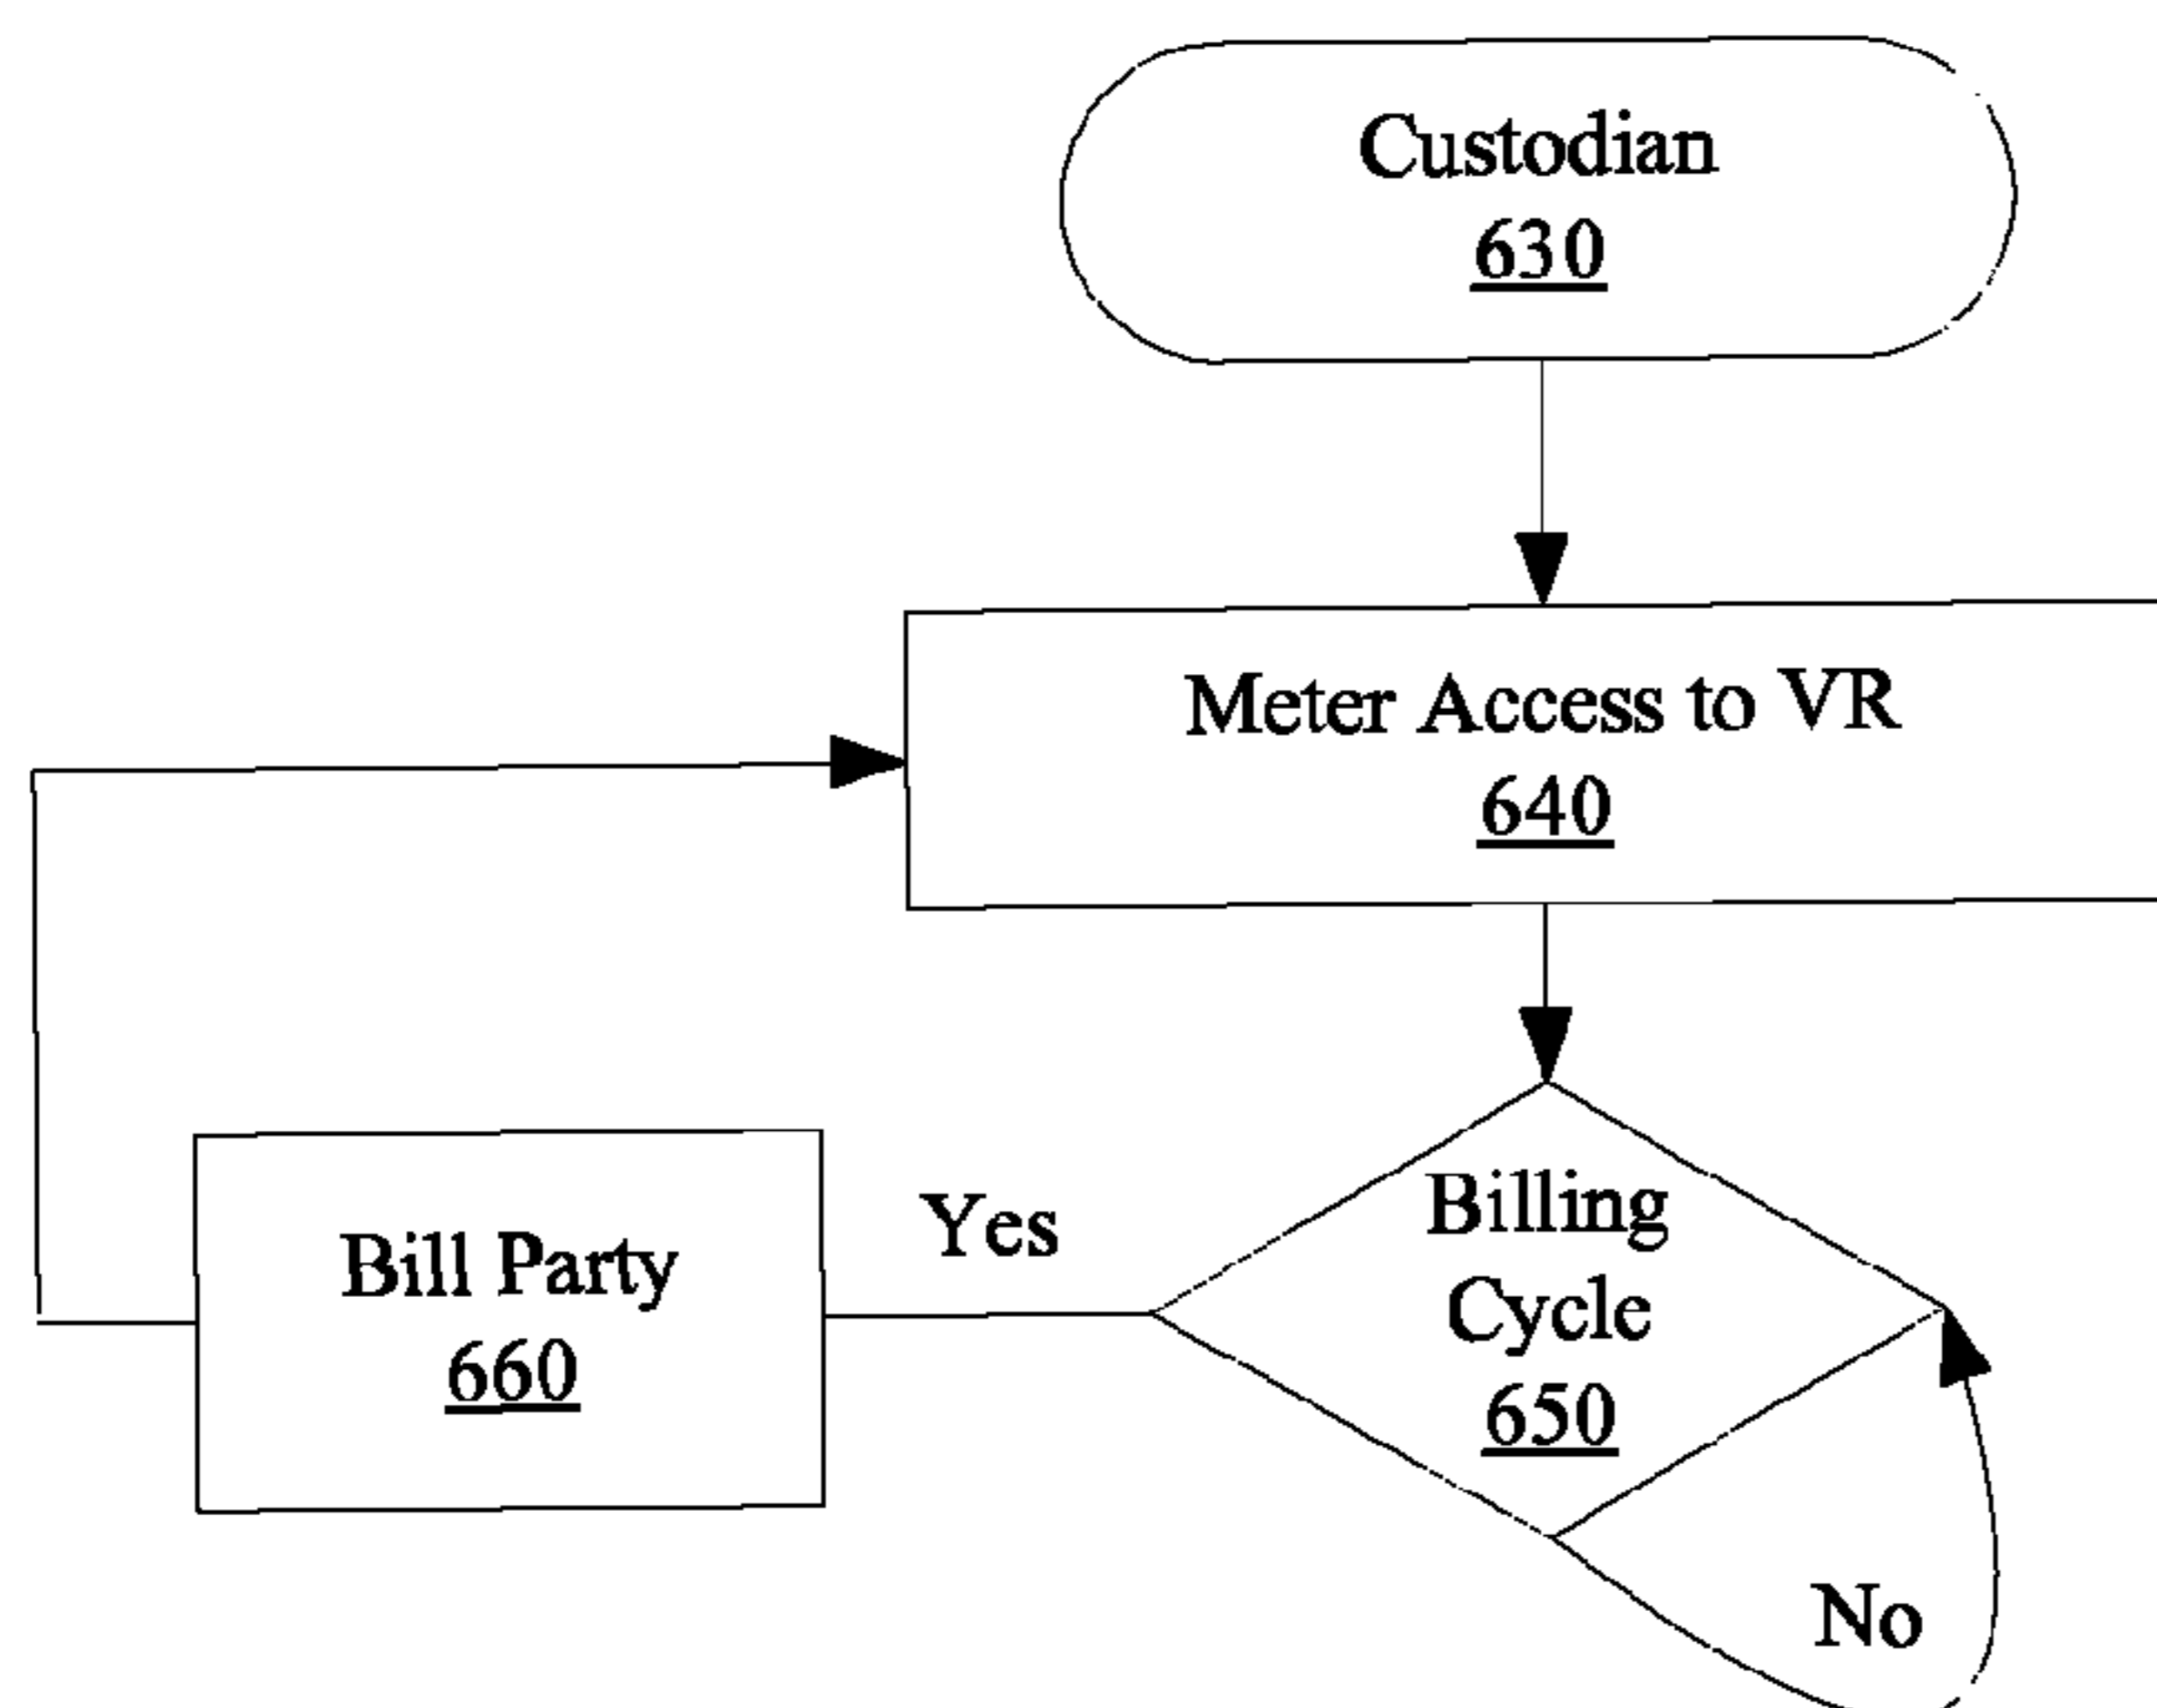 Custodian
630
Meter Access to VR
640
Billing
Cycle
650
Yes
Bill Party
660
No